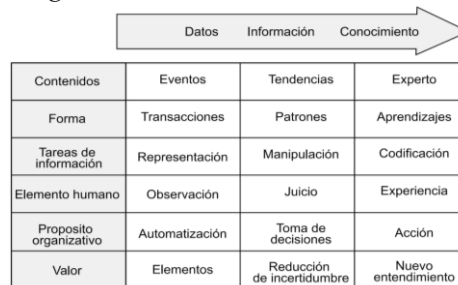 Datos Información Conocimiento
Contenidos Eventos Tendencias Experto
Forma Transacciones Patrones Aprendizajes
Tareas de
información Representación Manipulación Codificación
Elemento humano Observación Juicio Experiencia
Proposito
organizativo Automatización Toma de
decisiones Acción
Valor Elementos Reducción
de incertidumbre Nuevo
entendimiento